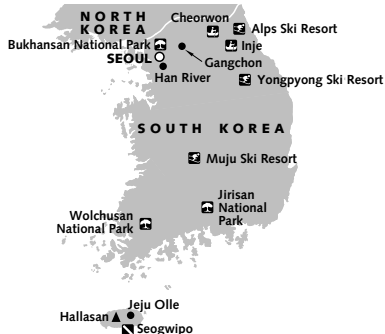 NORTH
KOREA
Cheorwon
Alps Ski Resort
Bukhansan National Park
Inje
SEOUL
Gangchon
Han River
Yongpyong Ski Resort
SOUTH KOREA
Muju Ski Resort
Jirisan
National
Park
Wolchusan
National Park
Jeju Olle
Hallasan
Seogwipo